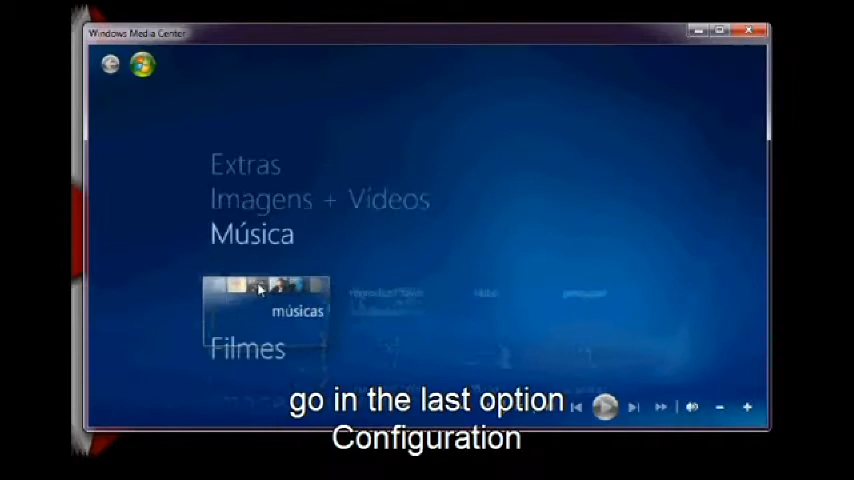 Windows Media Center
Extras
Imagens + Vídeos
Música
músicas
Filmes
go in the last option
Configuration